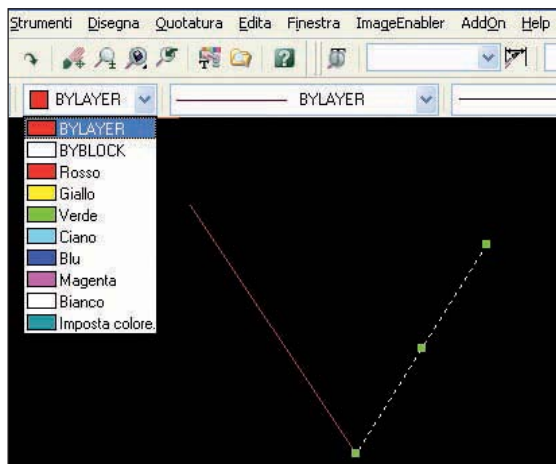 Strumenti Disegna Quotatura Edita Finestra ImageEnabler AddOn Help
BYLAYER BYLAYER
BYLAYER
BYBLOCK
Rosso
Giallo
Verde
Ciano
Blu
Magenta
Bianco
Imposta colore.